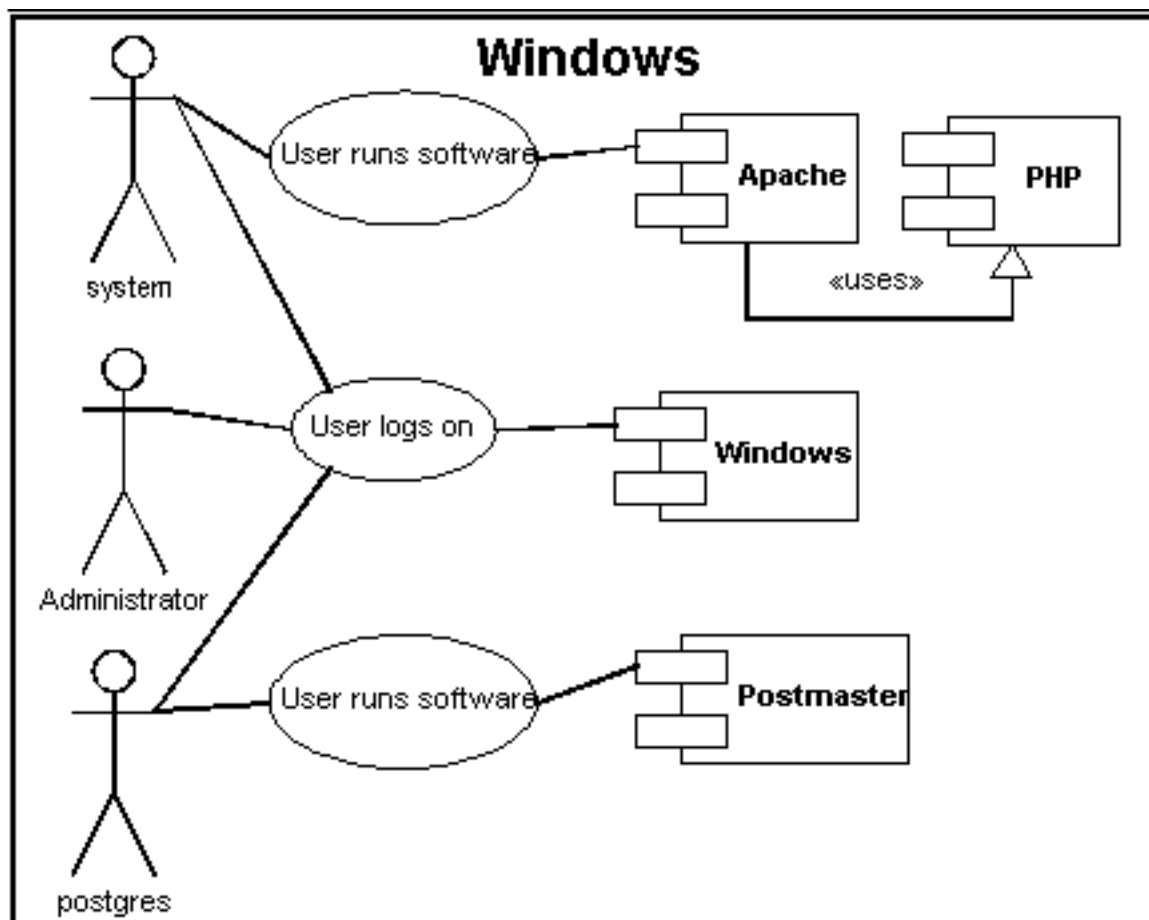 Windows
User runs software
Apache
PHP
system
«uses»
User logs on
Windows
Administrator
User runs software
Postmaster
postgres